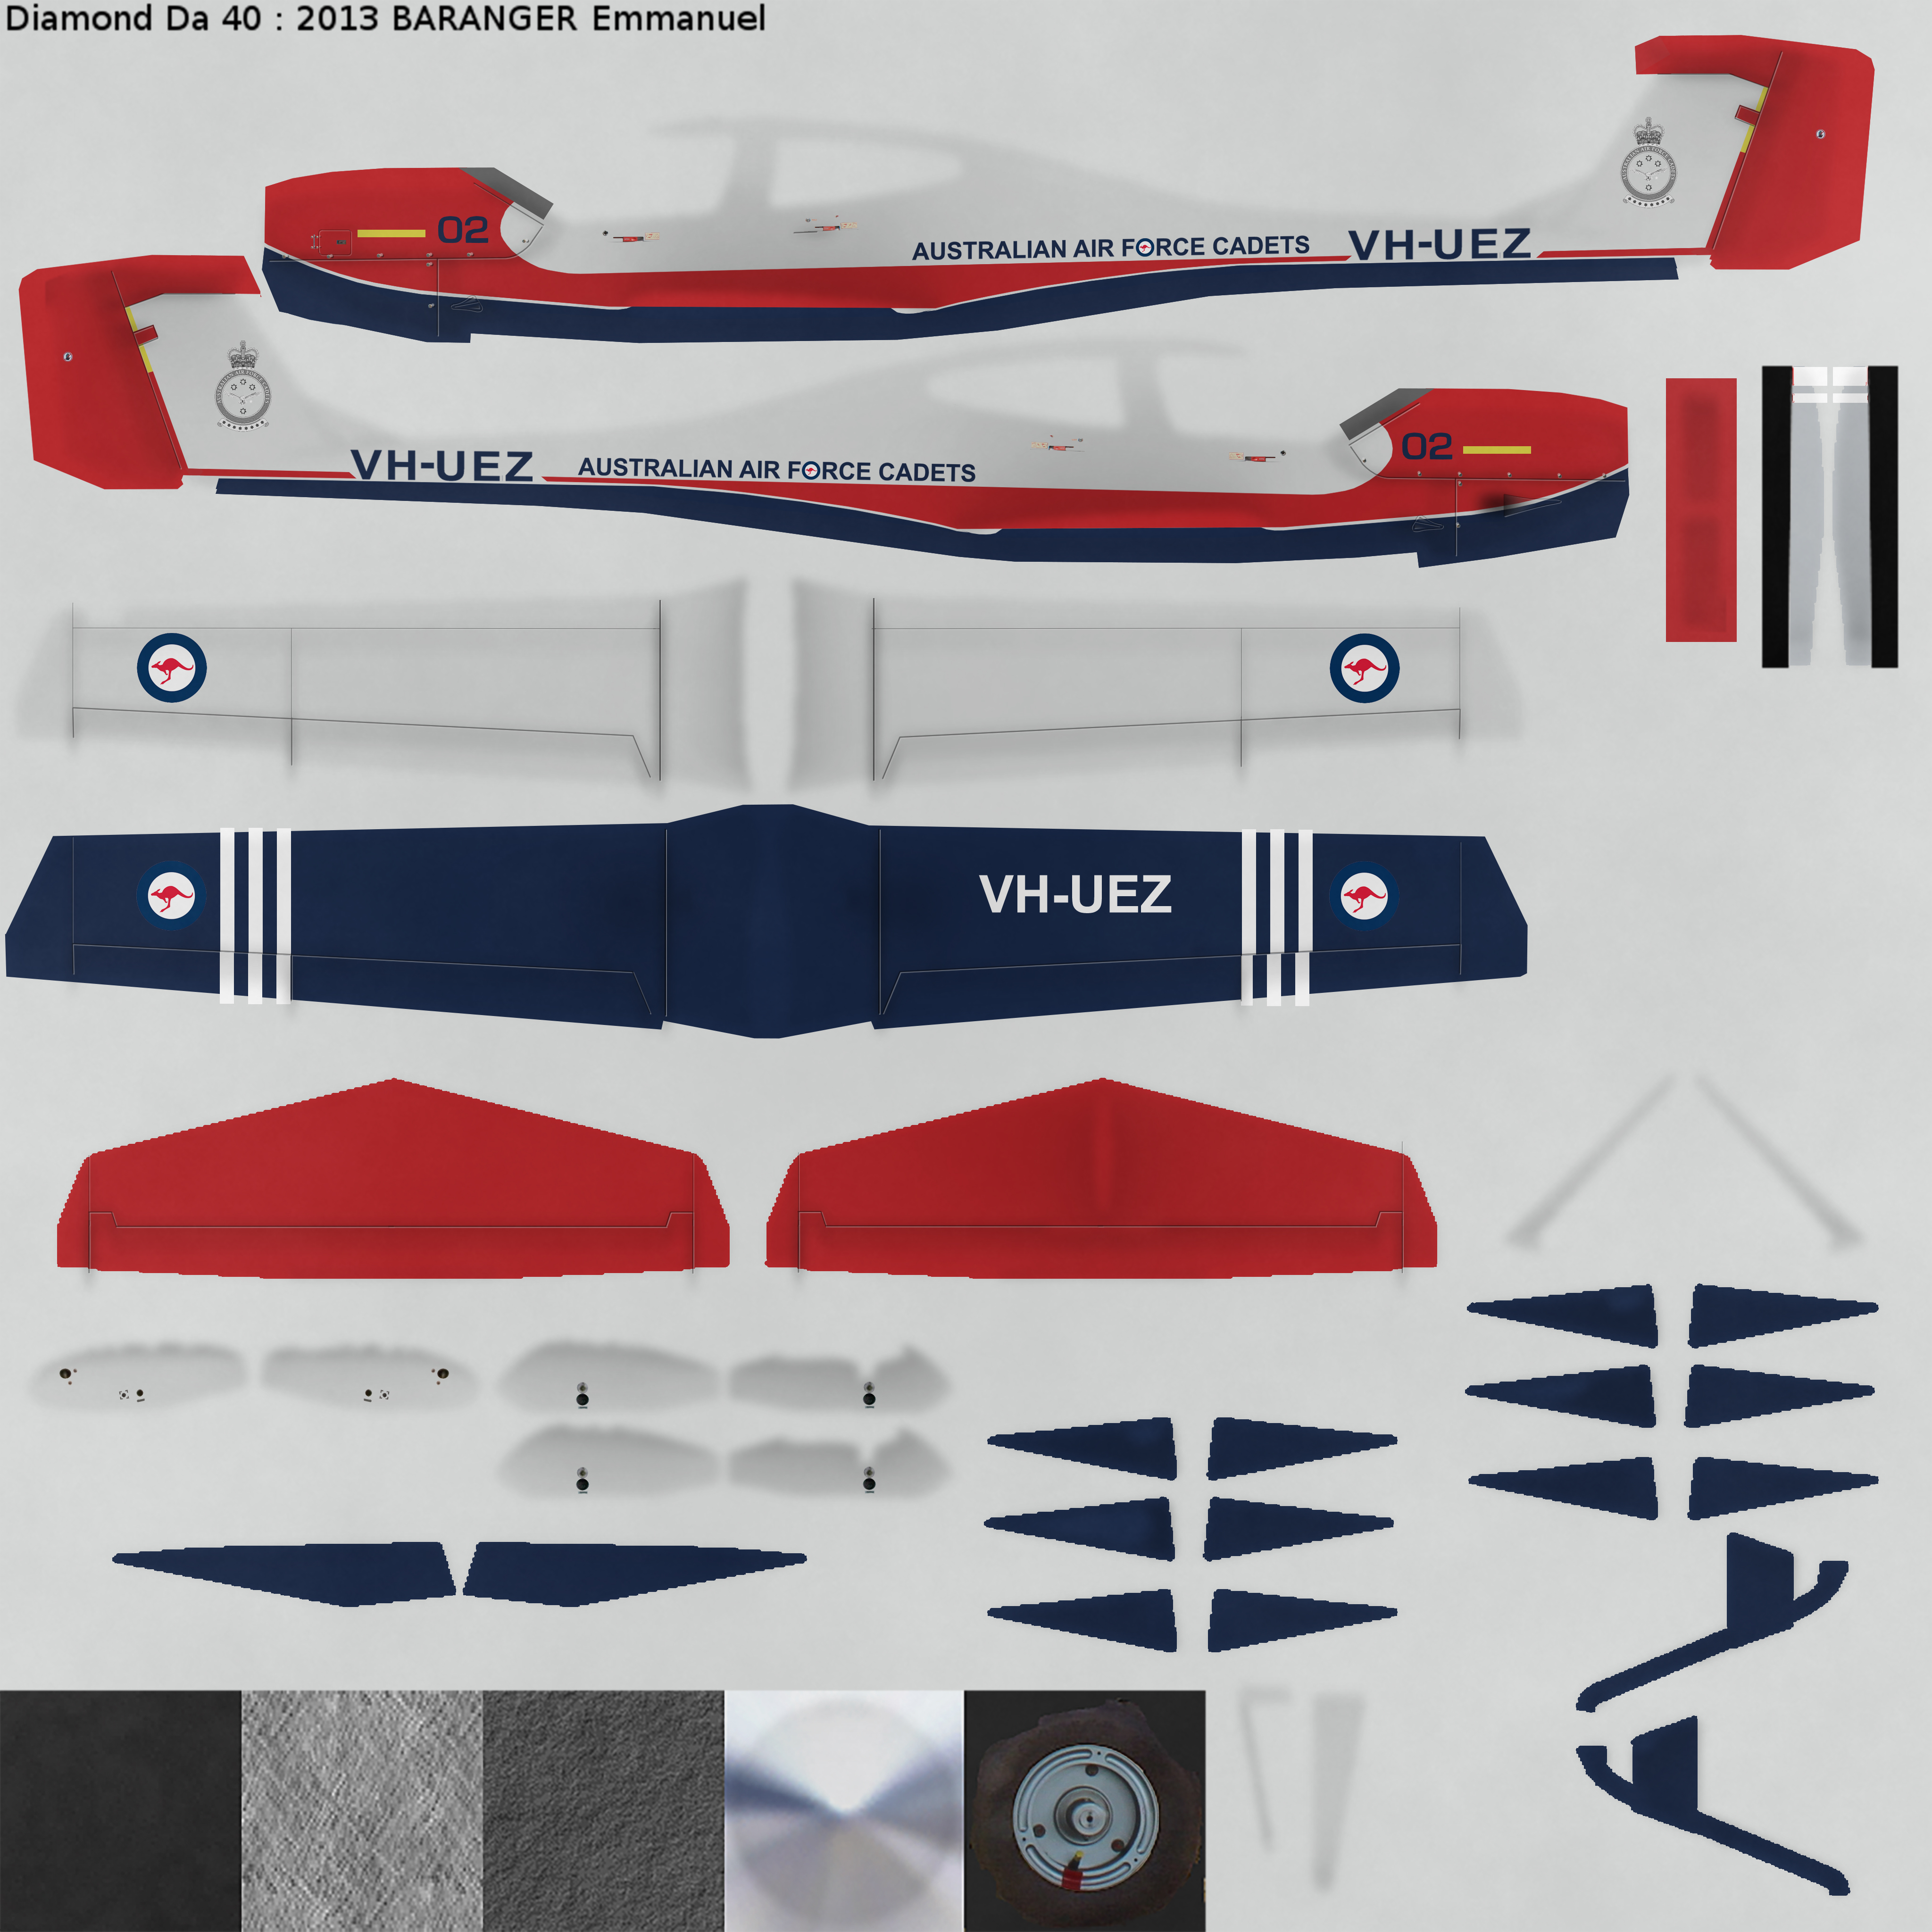 Diamond Da 40 : 2013 BARANGER Emmanuel
02
AUSTRALIAN AIR FORCE CADETS
VH-UEZ
VH-UEZ
AUSTRALIAN AIR FORCE CADETS
02
VH-UEZ